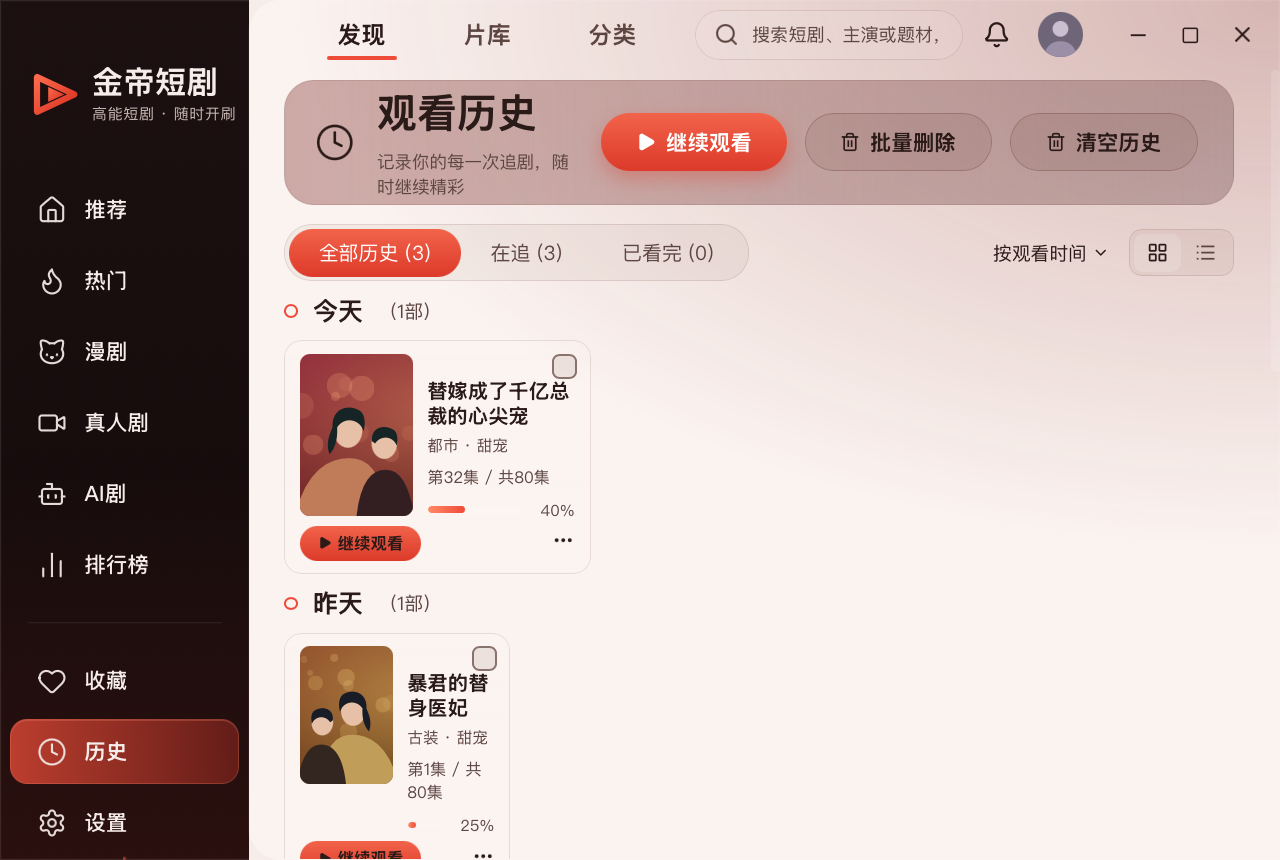 金帝短剧
高能短剧 · 随时开刷
推荐
热门
漫剧
真人剧
AI剧
排行榜
收藏
历史
设置
发现
片库
分类
搜索短剧、主演或题材,
观看历史
记录你的每一次追剧，随
时继续精彩
继续观看
批量删除
清空历史
全部历史 (3)
在追 (3)
已看完 (0)
按观看时间
今天
(1部)
替嫁成了千亿总
裁的心尖宠
都市 · 甜宠
第32集 / 共80集
40%
继续观看
昨天
(1部)
暴君的替
身医妃
古装 · 甜宠
第1集 / 共
80集
25%
继续观看